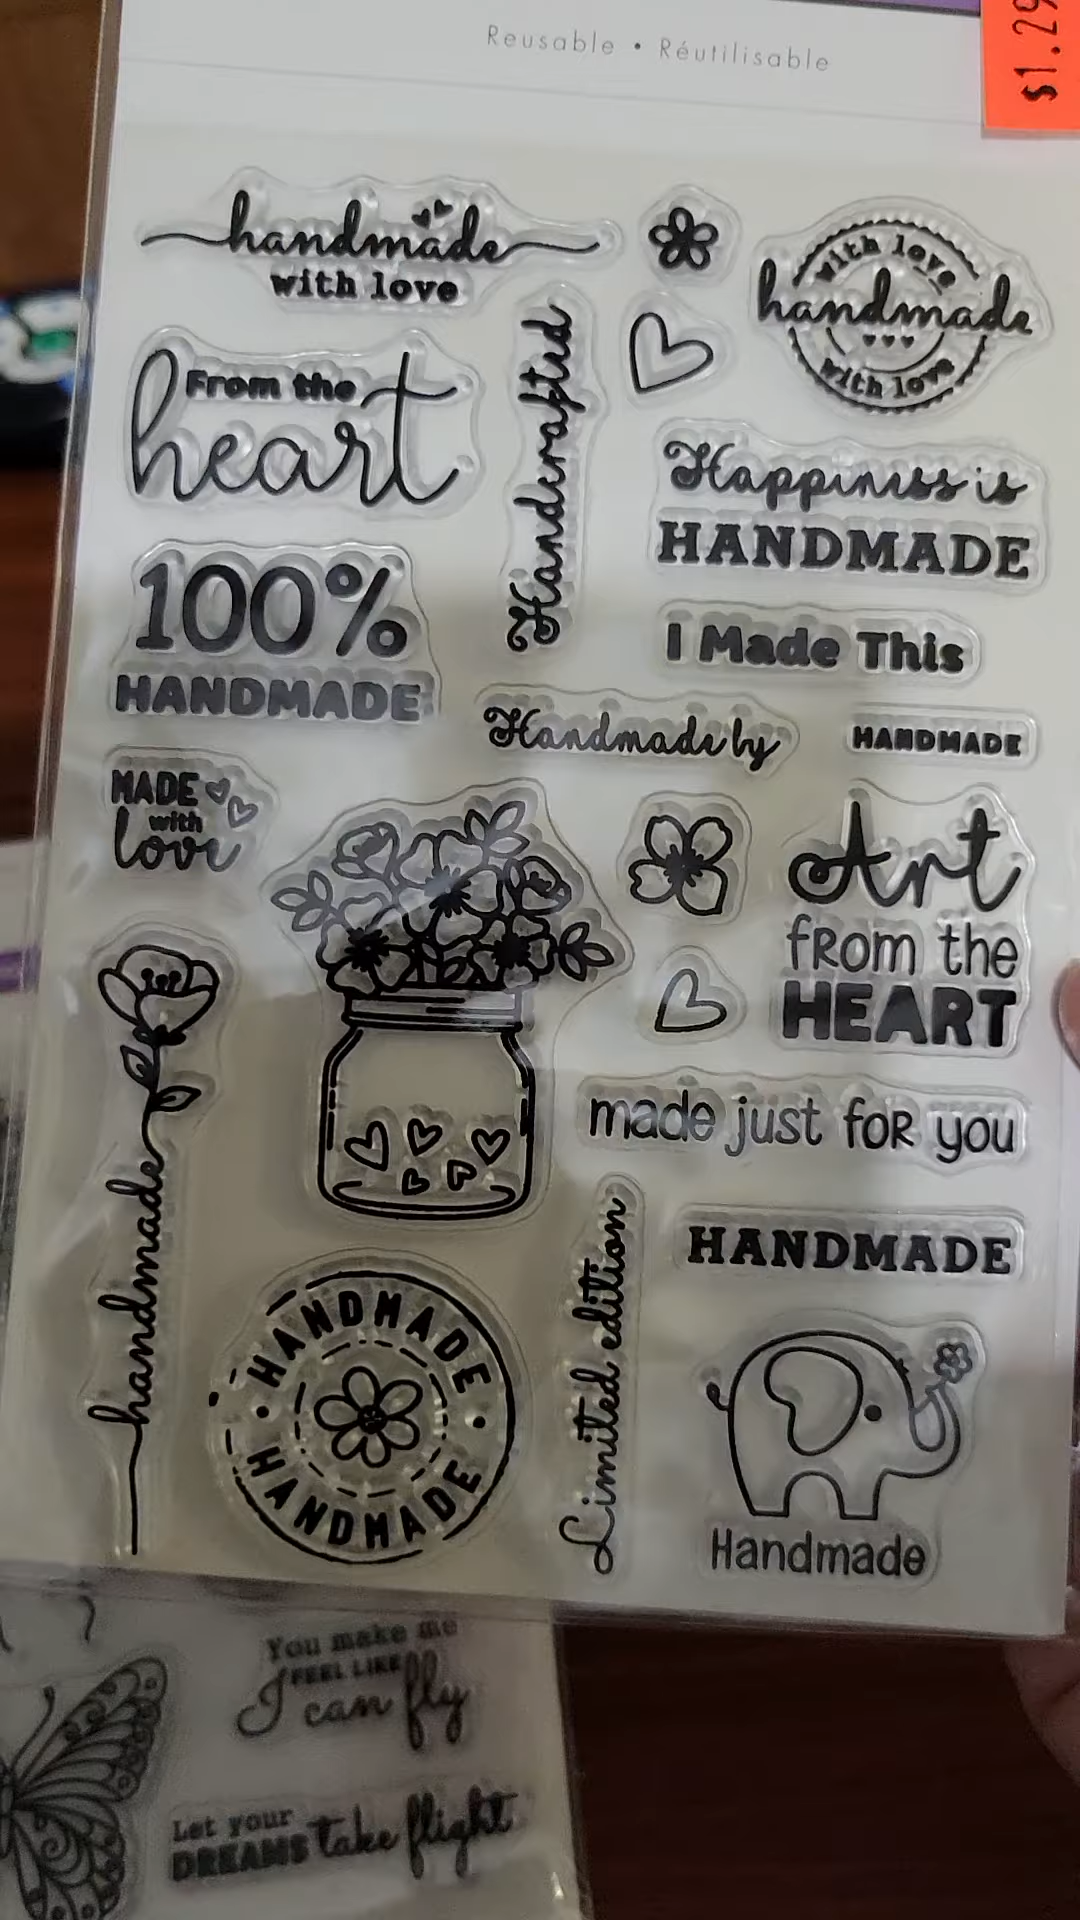 Reusable • Réutilisable
$1.29
handmade
with love
with love
handmade
with love
From the
heart
Handcrafted
Happiness is
HANDMADE
100%
HANDMADE
I Made This
Handmade by
HANDMADE
MADE
with
love
Art
from the
HEART
made just for you
handmade
HANDMADE
HANDMADE
Limited edition
HANDMADE
Handmade
You make me
FEEL LIKE
I can fly
Let your
DREAMS take flight